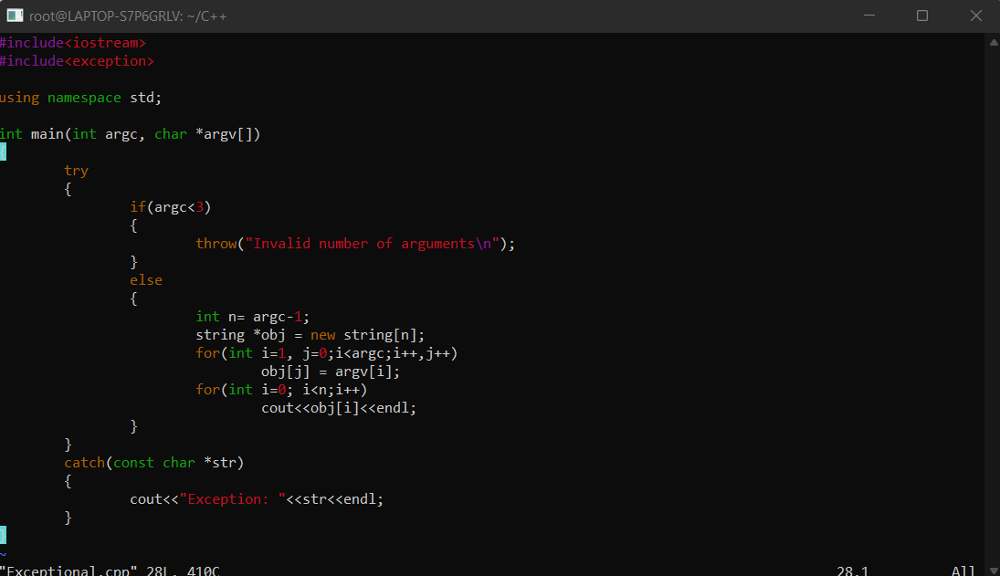 root@LAPTOP-S7P6GRLV: ~/C++
#include<iostream>
#include<exception>

using namespace std;

int main(int argc, char *argv[])
{
        try
        {
                if(argc<3)
                {
                        throw("Invalid number of arguments\n");
                }
                else
                {
                        int n= argc-1;
                        string *obj = new string[n];
                        for(int i=1, j=0;i<argc;i++,j++)
                                obj[j] = argv[i];
                        for(int i=0; i<n;i++)
                                cout<<obj[i]<<endl;
                }
        }
        catch(const char *str)
        {
                cout<<"Exception: "<<str<<endl;
        }
}
~
"Exceptional.cpp" 28L, 410C 28,1 All